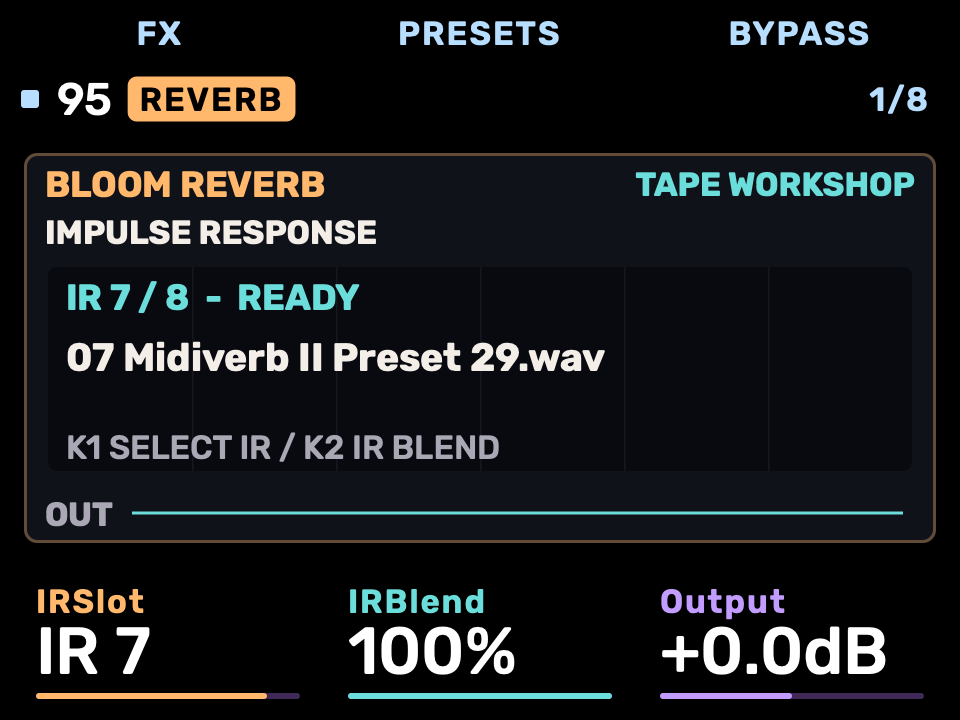 FX PRESETS BYPASS
95 REVERB 1/8
BLOOM REVERB TAPE WORKSHOP
IMPULSE RESPONSE
IR 7 / 8 - READY
07 Midiverb II Preset 29.wav
K1 SELECT IR / K2 IR BLEND
OUT
IRSlot IRBlend Output
IR 7 100% +0.0dB